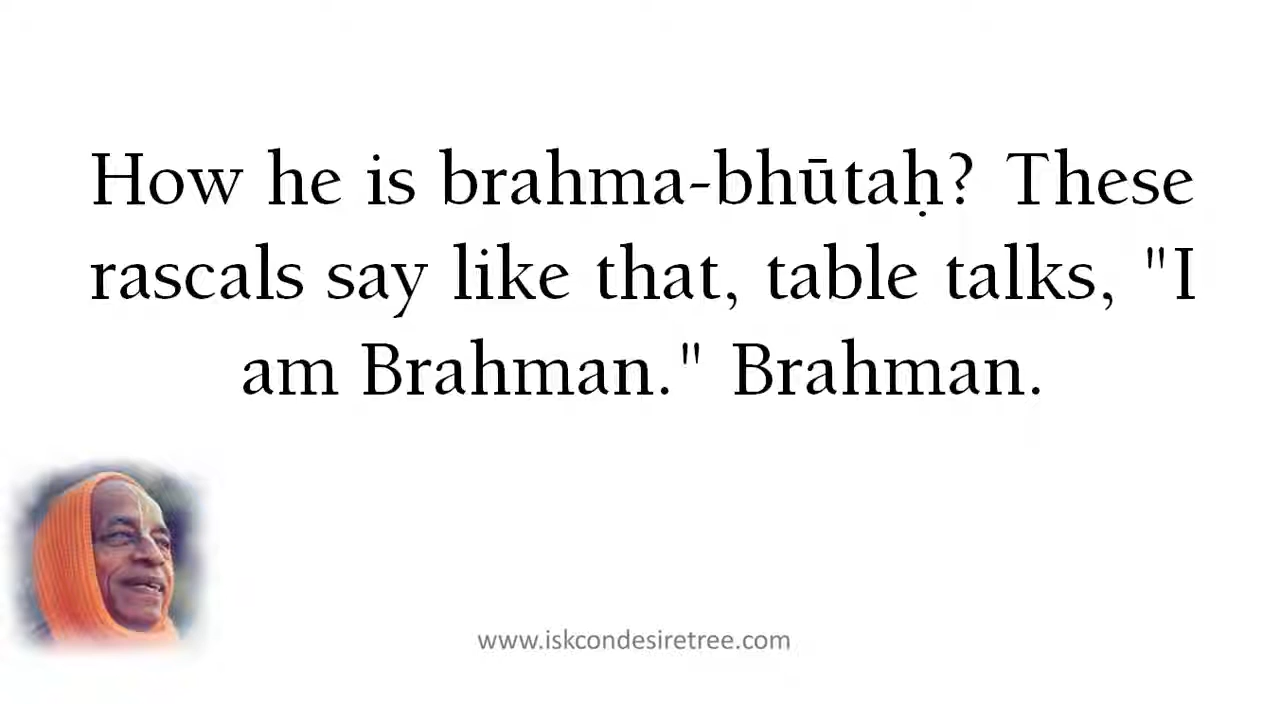 How he is brahma-bhūtaḥ? These
rascals say like that, table talks, "I
am Brahman." Brahman.
www.iskcondesiretree.com